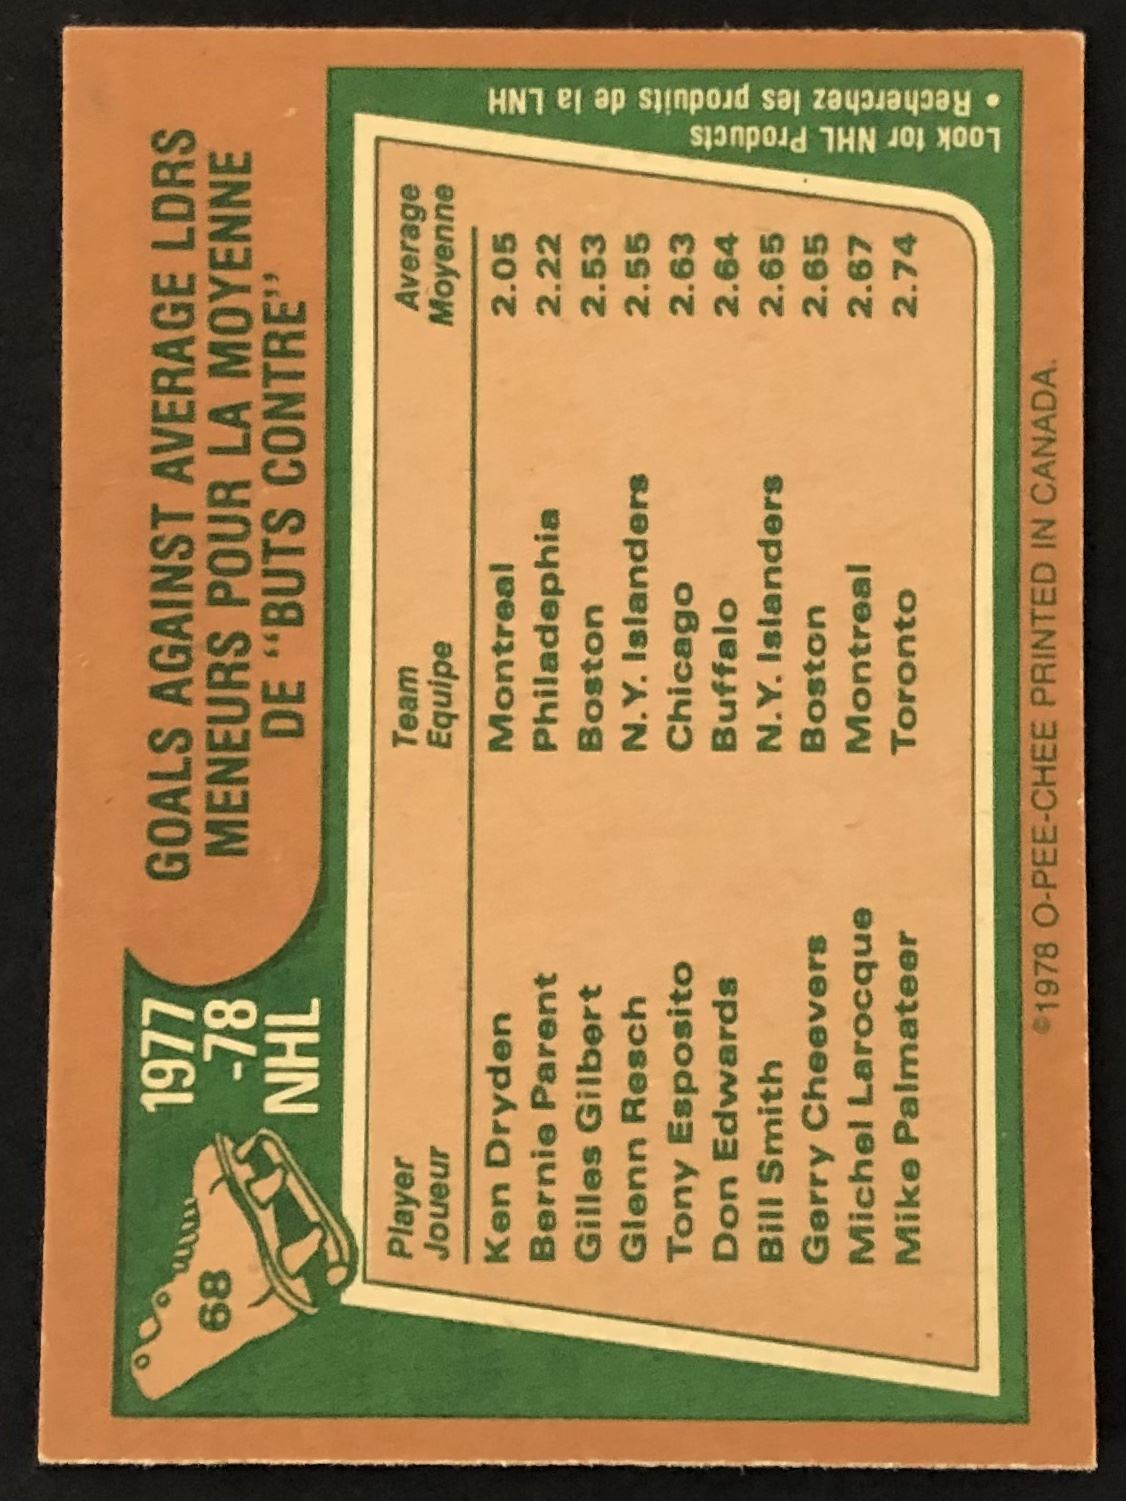 68
1977
-78
NHL
GOALS AGAINST AVERAGE LDRS
MENEURS POUR LA MOYENNE
DE "BUTS CONTRE"
Player Team Average
Joueur Equipe Moyenne
Ken Dryden Montreal 2.05
Bernie Parent Philadephia 2.22
Gilles Gilbert Boston 2.53
Glenn Resch N.Y. Islanders 2.55
Tony Esposito Chicago 2.63
Don Edwards Buffalo 2.64
Bill Smith N.Y. Islanders 2.65
Gerry Cheevers Boston 2.65
Michel Larocque Montreal 2.67
Mike Palmateer Toronto 2.74
Look for NHL Products
• Recherchez les produits de la LNH
©1978 O-PEE-CHEE PRINTED IN CANADA.